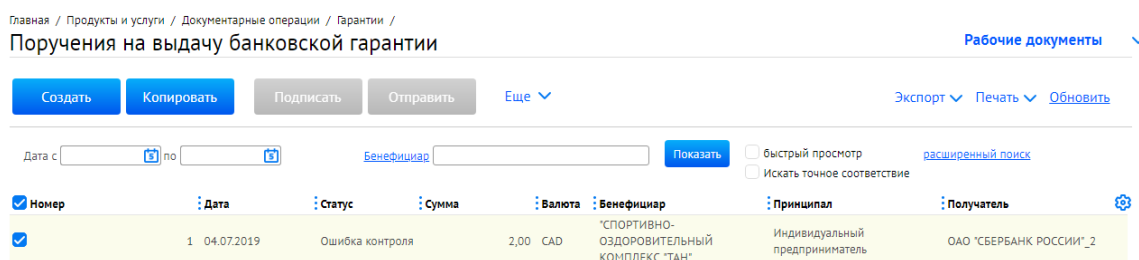 Главная / Продукты и услуги / Документарные операции / Гарантии /
Поручения на выдачу банковской гарантии
Рабочие документы
Создать Копировать Подписать Отправить Еще Экспорт Печать Обновить
Дата с по Бенефициар Показать быстрый просмотр расширенный поиск
Искать точное соответствие
Номер Дата Статус Сумма Валюта Бенефициар Принципал Получатель
1 04.07.2019 Ошибка контроля 2,00 CAD "СПОРТИВНО-
ОЗДОРОВИТЕЛЬНЫЙ
КОМПЛЕКС "ТАН" Индивидуальный
предприниматель ОАО "СБЕРБАНК РОССИИ"_2